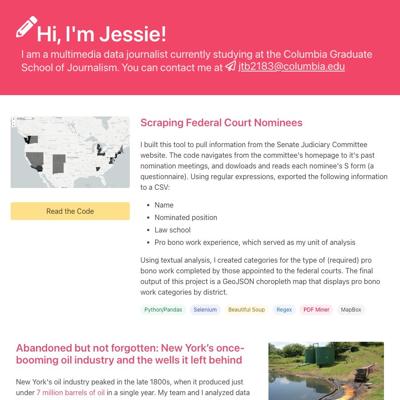 Hi, I'm Jessie!
I am a multimedia data journalist currently studying at the Columbia Graduate
School of Journalism. You can contact me at jtb2183@columbia.edu
Scraping Federal Court Nominees
I built this tool to pull information from the Senate Judiciary Committee
website. The code navigates from the committee's homepage to it's past
nomination meetings, and dowloads and reads each nominee's S form (a
questionnaire). Using regular expressions, exported the following information
to a CSV:
Name
Nominated position
Law school
Pro bono work experience, which served as my unit of analysis
Using textual analysis, I created categories for the type of (required) pro
bono work completed by those appointed to the federal courts. The final
output of this project is a GeoJSON choropleth map that displays pro bono
work categories by district.
Python/Pandas Selenium Beautiful Soup Regex PDF Miner MapBox
Read the Code
Abandoned but not forgotten: New York's once-
booming oil industry and the wells it left behind
New York's oil industry peaked in the late 1800s, when it produced just
under 7 million barrels of oil in a single year. My team and I analyzed data